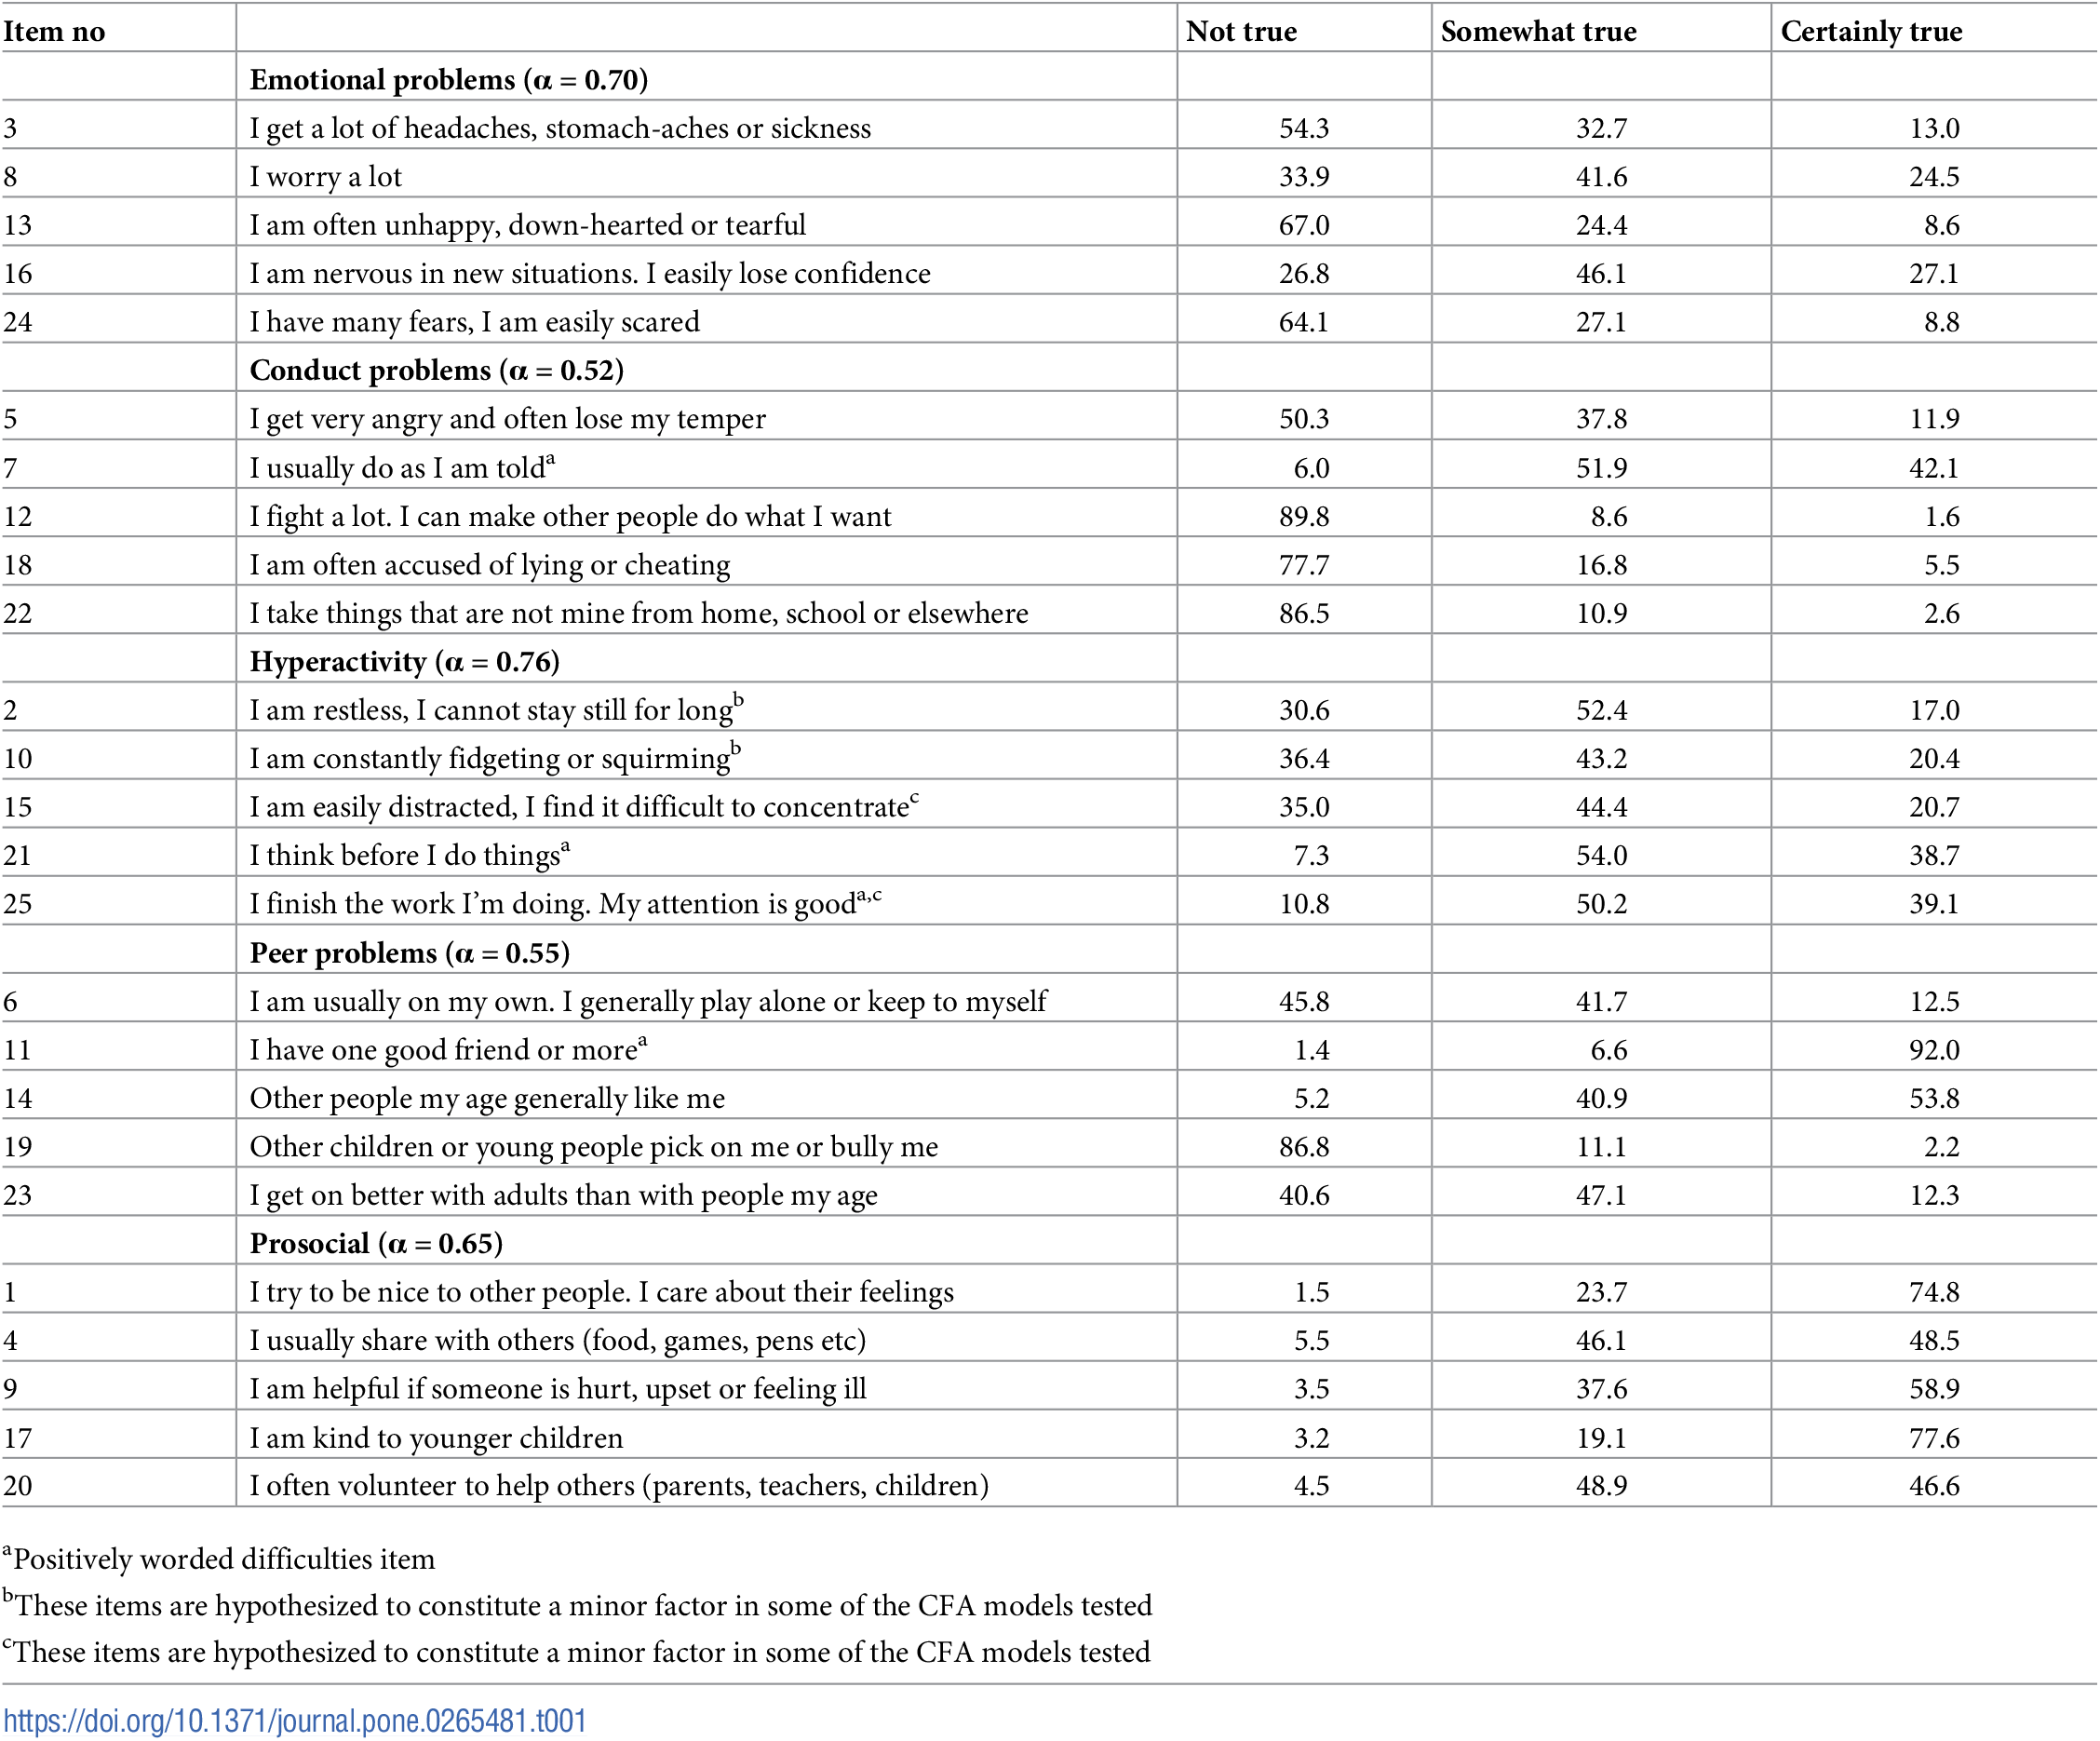 Item no Not true Somewhat true Certainly true
Emotional problems (α = 0.70)
3 I get a lot of headaches, stomach-aches or sickness 54.3 32.7 13.0
8 I worry a lot 33.9 41.6 24.5
13 I am often unhappy, down-hearted or tearful 67.0 24.4 8.6
16 I am nervous in new situations. I easily lose confidence 26.8 46.1 27.1
24 I have many fears, I am easily scared 64.1 27.1 8.8
Conduct problems (α = 0.52)
5 I get very angry and often lose my temper 50.3 37.8 11.9
7 I usually do as I am told^a 6.0 51.9 42.1
12 I fight a lot. I can make other people do what I want 89.8 8.6 1.6
18 I am often accused of lying or cheating 77.7 16.8 5.5
22 I take things that are not mine from home, school or elsewhere 86.5 10.9 2.6
Hyperactivity (α = 0.76)
2 I am restless, I cannot stay still for long^b 30.6 52.4 17.0
10 I am constantly fidgeting or squirming^b 36.4 43.2 20.4
15 I am easily distracted, I find it difficult to concentrate^c 35.0 44.4 20.7
21 I think before I do things^a 7.3 54.0 38.7
25 I finish the work I'm doing. My attention is good^a,c 10.8 50.2 39.1
Peer problems (α = 0.55)
6 I am usually on my own. I generally play alone or keep to myself 45.8 41.7 12.5
11 I have one good friend or more^a 1.4 6.6 92.0
14 Other people my age generally like me 5.2 40.9 53.8
19 Other children or young people pick on me or bully me 86.8 11.1 2.2
23 I get on better with adults than with people my age 40.6 47.1 12.3
Prosocial (α = 0.65)
1 I try to be nice to other people. I care about their feelings 1.5 23.7 74.8
4 I usually share with others (food, games, pens etc) 5.5 46.1 48.5
9 I am helpful if someone is hurt, upset or feeling ill 3.5 37.6 58.9
17 I am kind to younger children 3.2 19.1 77.6
20 I often volunteer to help others (parents, teachers, children) 4.5 48.9 46.6
^aPositively worded difficulties item
^bThese items are hypothesized to constitute a minor factor in some of the CFA models tested
^cThese items are hypothesized to constitute a minor factor in some of the CFA models tested
https://doi.org/10.1371/journal.pone.0265481.t001